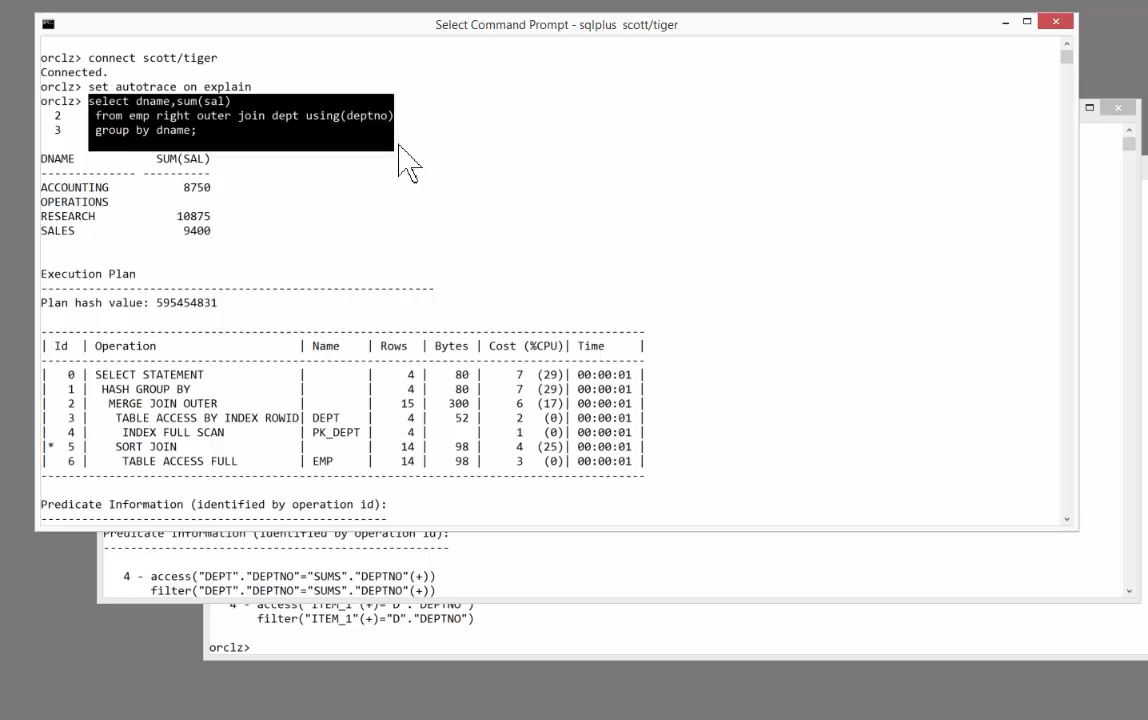 Select Command Prompt - sqlplus scott/tiger
orclz> connect scott/tiger
Connected.
orclz> set autotrace on explain
orclz> select dname,sum(sal)
  2    from emp right outer join dept using(deptno)
  3    group by dname;
DNAME            SUM(SAL)
-------------- ----------
ACCOUNTING           8750
OPERATIONS
RESEARCH            10875
SALES                9400
Execution Plan
----------------------------------------------------------
Plan hash value: 595454831
-----------------------------------------------------------------------------------------
| Id  | Operation                     | Name    | Rows  | Bytes | Cost (%CPU)| Time     |
-----------------------------------------------------------------------------------------
|   0 | SELECT STATEMENT              |         |     4 |    80 |     7  (29)| 00:00:01 |
|   1 |  HASH GROUP BY                |         |     4 |    80 |     7  (29)| 00:00:01 |
|   2 |   MERGE JOIN OUTER            |         |    15 |   300 |     6  (17)| 00:00:01 |
|   3 |    TABLE ACCESS BY INDEX ROWID| DEPT    |     4 |    52 |     2   (0)| 00:00:01 |
|   4 |     INDEX FULL SCAN           | PK_DEPT |     4 |       |     1   (0)| 00:00:01 |
|*  5 |    SORT JOIN                  |         |    14 |    98 |     4  (25)| 00:00:01 |
|   6 |     TABLE ACCESS FULL         | EMP     |    14 |    98 |     3   (0)| 00:00:01 |
-----------------------------------------------------------------------------------------
Predicate Information (identified by operation id):
---------------------------------------------------
Predicate Information (identified by operation id):
---------------------------------------------------
4 - access("DEPT"."DEPTNO"="SUMS"."DEPTNO"(+))
filter("DEPT"."DEPTNO"="SUMS"."DEPTNO"(+))
4 - access("ITEM_1"(+)="D"."DEPTNO")
filter("ITEM_1"(+)="D"."DEPTNO")
orclz>